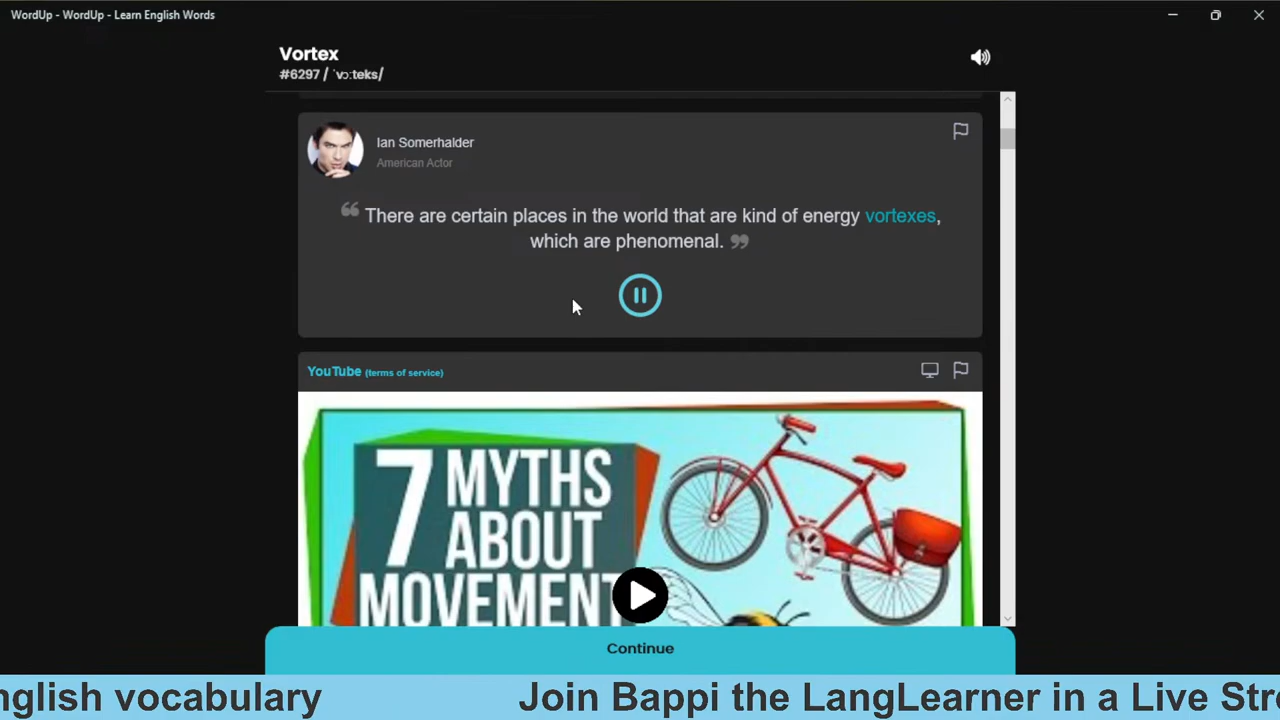 WordUp - WordUp - Learn English Words
Vortex
#6297 / ˈvɔːteks/
Ian Somerhalder
American Actor
❝ There are certain places in the world that are kind of energy vortexes,
which are phenomenal. ❞
YouTube (terms of service)
7 MYTHS
ABOUT
MOVEMENT
Continue
nglish vocabulary Join Bappi the LangLearner in a Live Stre